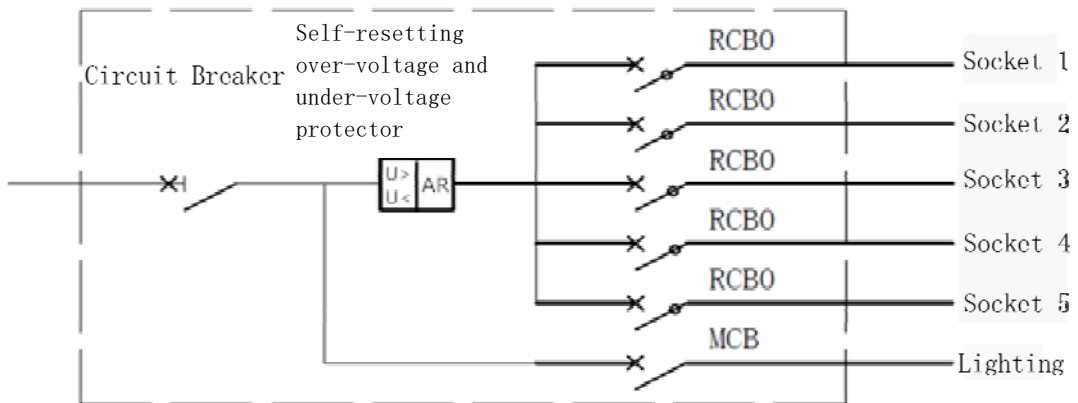 Self-resetting
over-voltage and
under-voltage
protector
Circuit Breaker
RCBO
Socket 1
RCBO
Socket 2
RCBO
Socket 3
RCBO
Socket 4
RCBO
Socket 5
MCB
Lighting
U>
U<
AR